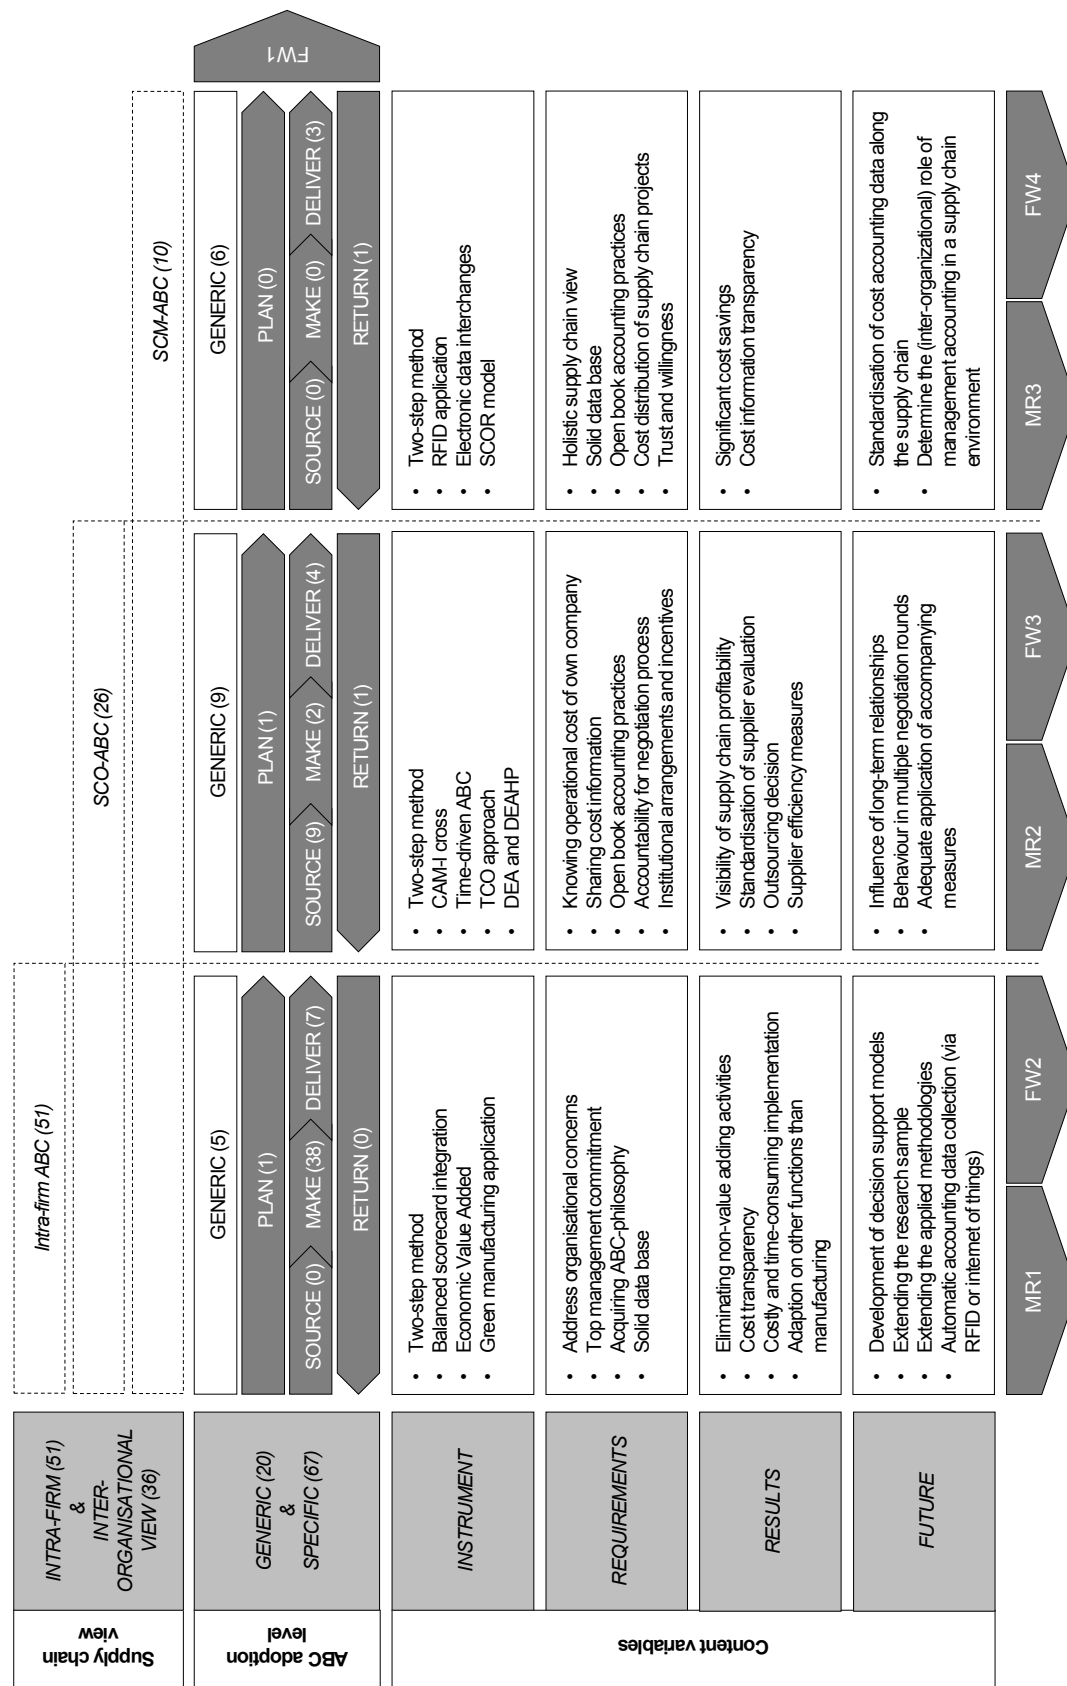 Supply chain
view
INTRA-FIRM (51)
&
INTER-
ORGANISATIONAL
VIEW (36)
Intra-firm ABC (51)
SCO-ABC (26)
SCM-ABC (10)
ABC adoption
level
GENERIC (20)
&
SPECIFIC (67)
GENERIC (5)
PLAN (1)
SOURCE (0)
MAKE (38)
DELIVER (7)
RETURN (0)
GENERIC (9)
PLAN (1)
SOURCE (9)
MAKE (2)
DELIVER (4)
RETURN (1)
GENERIC (6)
PLAN (0)
SOURCE (0)
MAKE (0)
DELIVER (3)
RETURN (1)
FW1
Content variables
INSTRUMENT
• Two-step method
• Balanced scorecard integration
• Economic Value Added
• Green manufacturing application
• Two-step method
• CAM-I cross
• Time-driven ABC
• TCO approach
• DEA and DEAHP
• Two-step method
• RFID application
• Electronic data interchanges
• SCOR model
REQUIREMENTS
• Address organisational concerns
• Top management commitment
• Acquiring ABC-philosophy
• Solid data base
• Knowing operational cost of own company
• Sharing cost information
• Open book accounting practices
• Accountability for negotiation process
• Institutional arrangements and incentives
• Holistic supply chain view
• Solid data base
• Open book accounting practices
• Cost distribution of supply chain projects
• Trust and willingness
RESULTS
• Eliminating non-value adding activities
• Cost transparency
• Costly and time-consuming implementation
• Adaption on other functions than
manufacturing
• Visibility of supply chain profitability
• Standardisation of supplier evaluation
• Outsourcing decision
• Supplier efficiency measures
• Significant cost savings
• Cost information transparency
FUTURE
• Development of decision support models
• Extending the research sample
• Extending the applied methodologies
• Automatic accounting data collection (via
RFID or internet of things)
• Influence of long-term relationships
• Behaviour in multiple negotiation rounds
• Adequate application of accompanying
measures
• Standardisation of cost accounting data along
the supply chain
• Determine the (inter-organizational) role of
management accounting in a supply chain
environment
MR1
FW2
MR2
FW3
MR3
FW4